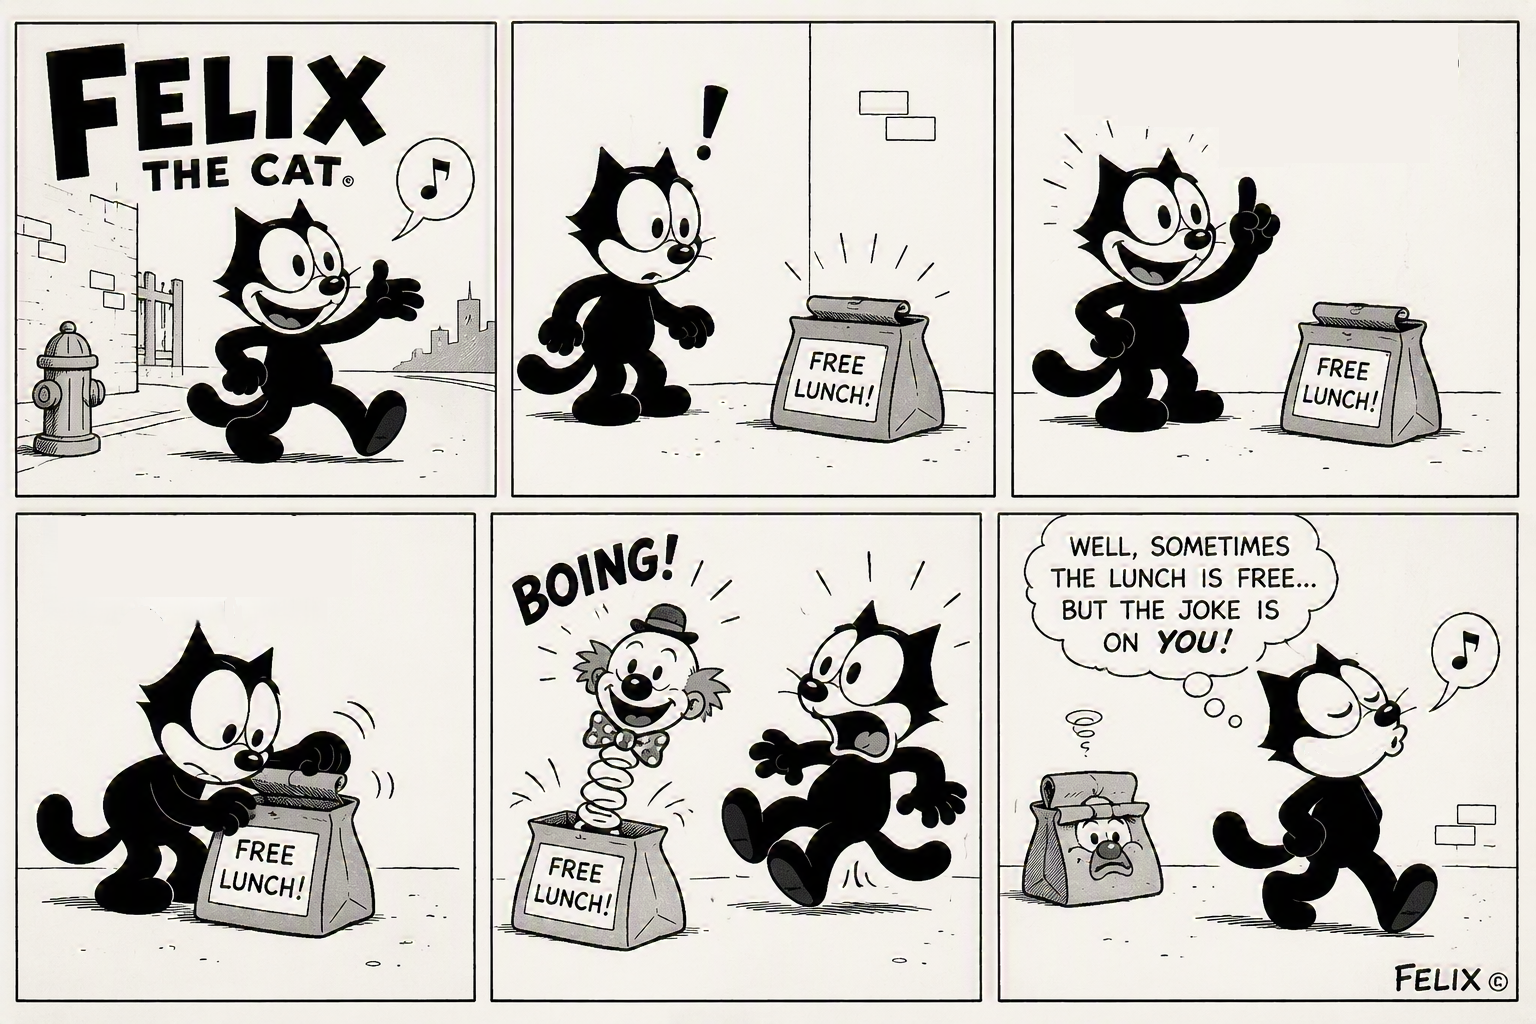 FELIX
THE CAT.©
!
FREE
LUNCH!
FREE
LUNCH!
FREE
LUNCH!
BOING!
FREE
LUNCH!
WELL, SOMETIMES
THE LUNCH IS FREE...
BUT THE JOKE IS
ON YOU!
FELIX ©